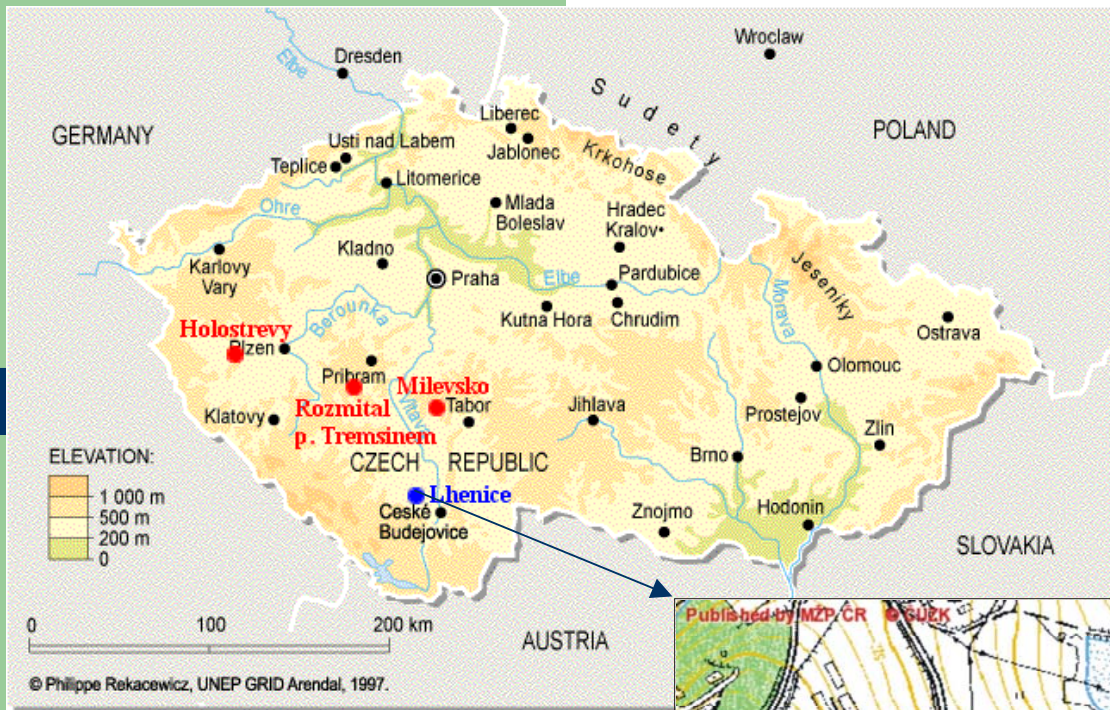 Wroclaw
Dresden
Elbe
Sudety
GERMANY
POLAND
Liberec
Usti nad Labem
Jablonec
Krkohose
Teplice
Litomerice
Mlada
Boleslav
Ohre
Hradec
Kralov•
Kladno
Karlovy
Vary
Praha
Elbe
Pardubice
Jeseniky
Morava
Berounka
Kutna Hora
Chrudim
Ostrava
Holostrevy
Plzen
Olomouc
Pribram
Milevsko
Vltava
Tabor
Jihlava
Prostejov
Klatovy
Rozmital
p. Tremsinem
Zlin
Brno
ELEVATION:
1 000 m
500 m
200 m
0
CZECH REPUBLIC
Lhenice
Ceské
Budejovice
Znojmo
Hodonin
SLOVAKIA
0 100 200 km
AUSTRIA
Published by MŽP ČR © ČÚZK
© Philippe Rekacewicz, UNEP GRID Arendal, 1997.